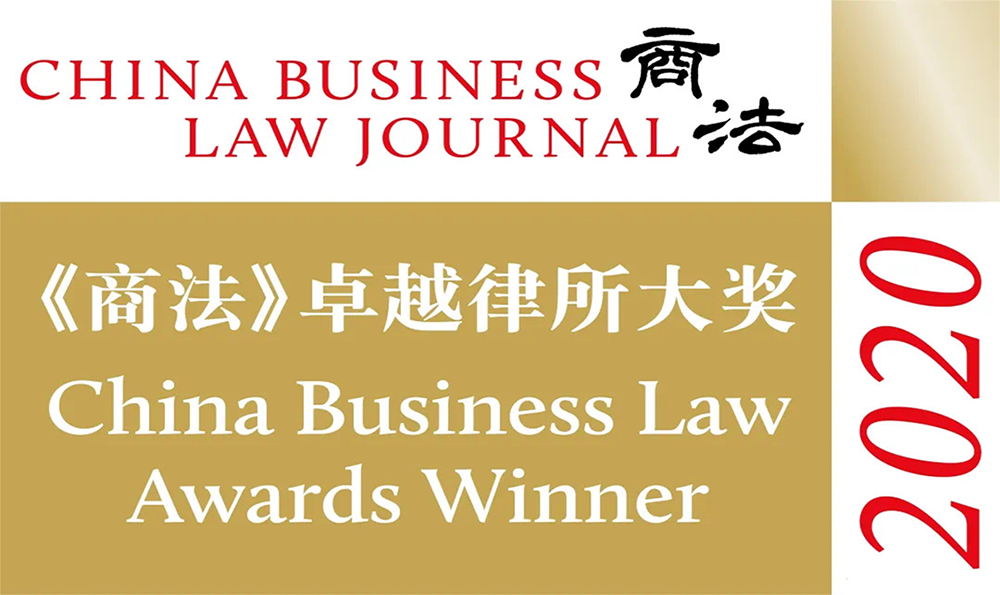 CHINA BUSINESS
LAW JOURNAL
商法
《商法》卓越律所大奖
China Business Law
Awards Winner
2020